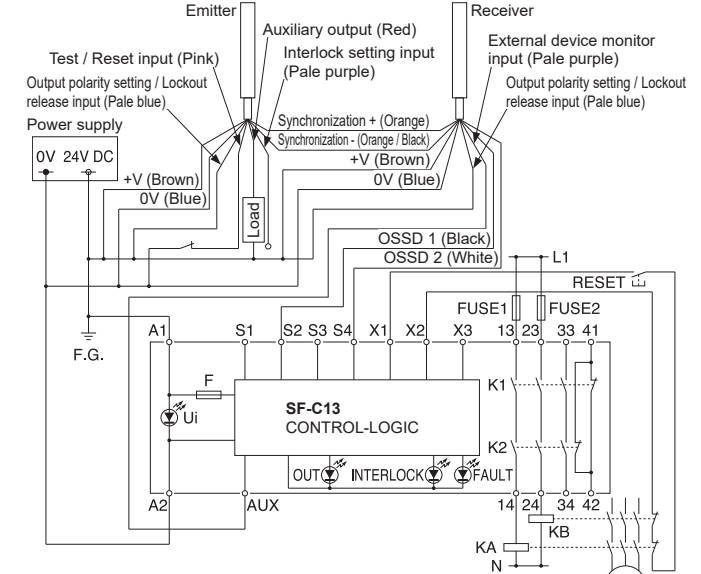 Emitter
Receiver
Auxiliary output (Red)
Test / Reset input (Pink)
Interlock setting input
(Pale purple)
External device monitor
input (Pale purple)
Output polarity setting / Lockout
release input (Pale blue)
Output polarity setting / Lockout
release input (Pale blue)
Power supply
0V 24V DC
Synchronization + (Orange)
Synchronization - (Orange / Black)
+V (Brown)
0V (Blue)
+V (Brown)
0V (Blue)
Load
OSSD 1 (Black)
OSSD 2 (White)
L1
RESET
FUSE1
FUSE2
F.G.
A1 S1 S2 S3 S4 X1 X2 X3 13 23 33 41
F
Ui
SF-C13
CONTROL-LOGIC
K1
K2
OUT INTERLOCK FAULT
A2 AUX 14 24 34 42
KB
KA
N